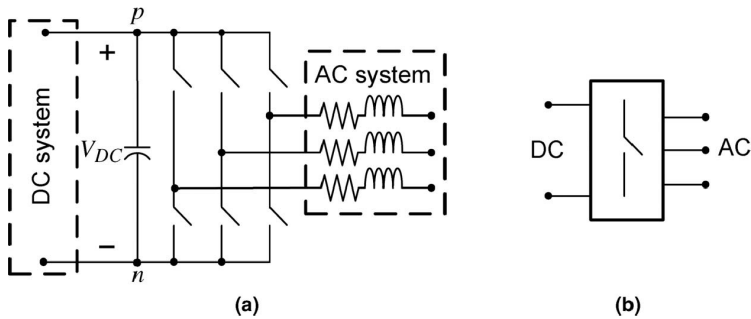 p
+
DC system
V_DC
AC system
−
n
(a)
DC
AC
(b)